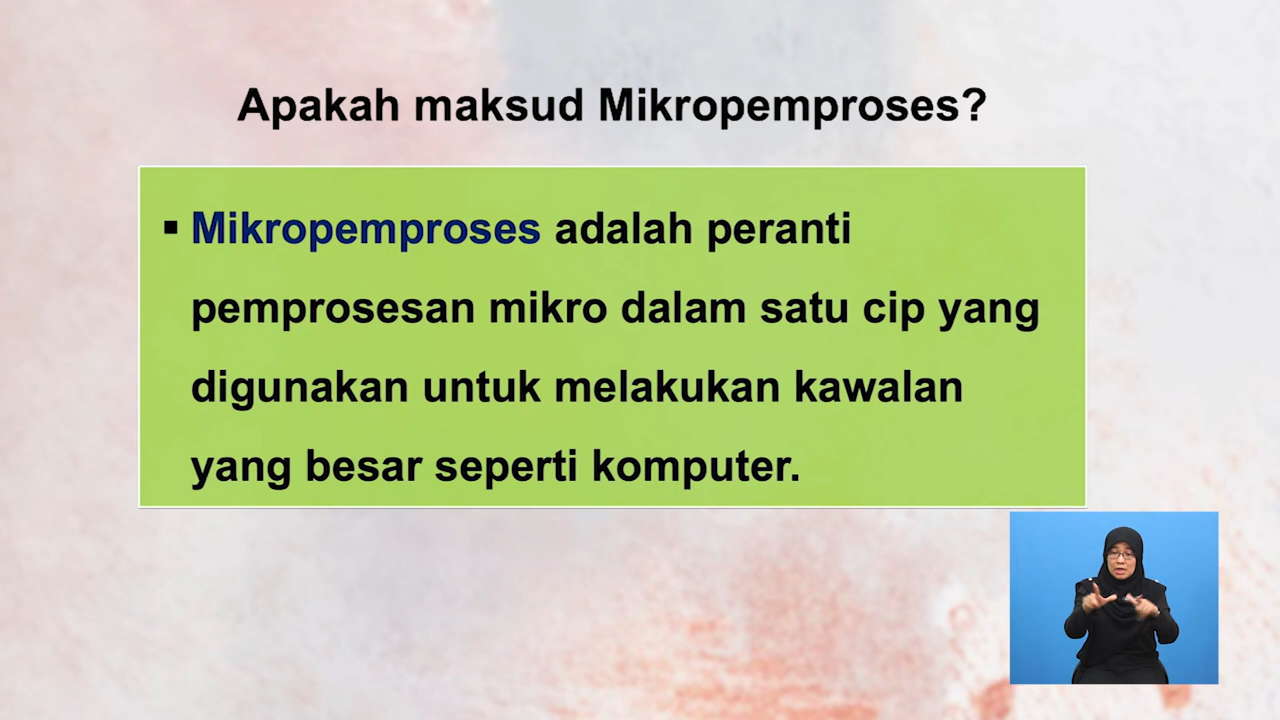 Apakah maksud Mikropemproses?
▪ Mikropemproses adalah peranti
pemprosesan mikro dalam satu cip yang
digunakan untuk melakukan kawalan
yang besar seperti komputer.